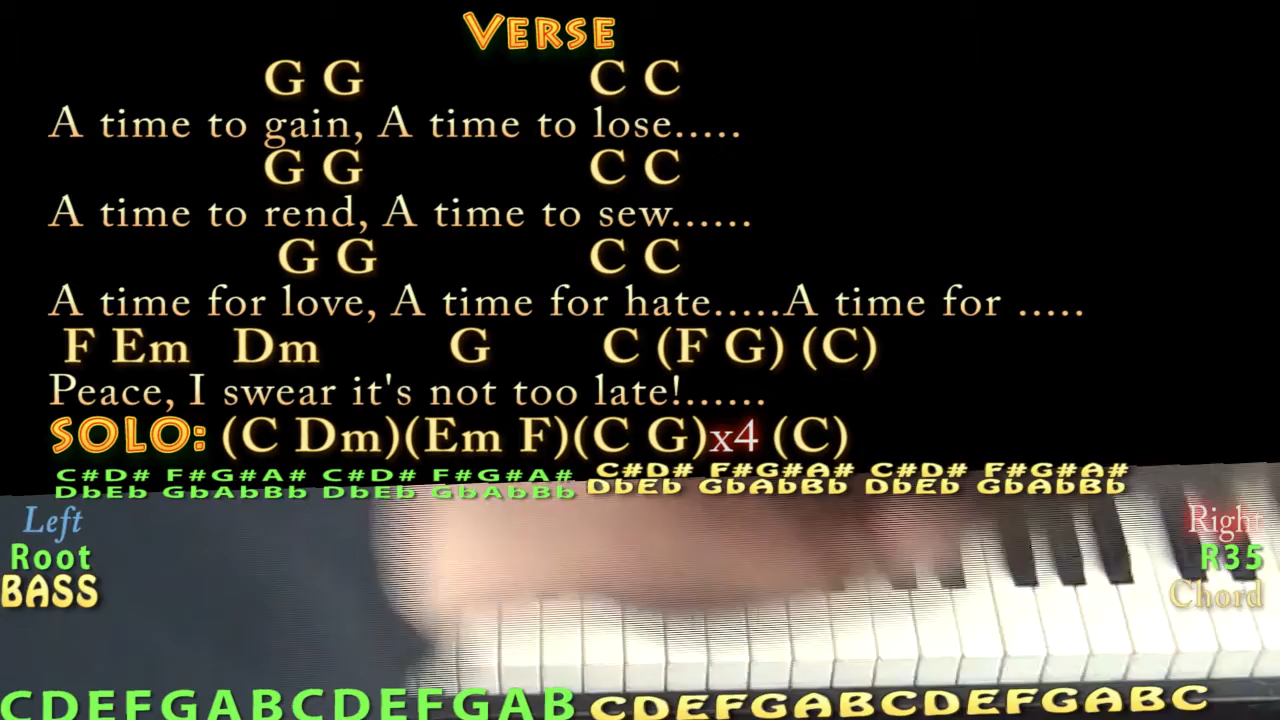 VERSE
G G C C
A time to gain, A time to lose.....
G G C C
A time to rend, A time to sew......
G G C C
A time for love, A time for hate.....A time for .....
F Em Dm G C (F G) (C)
Peace, I swear it's not too late!......
SOLO: (C Dm)(Em F)(C G)x4 (C)
C#D# F#G#A# C#D# F#G#A# C#D# F#G#A# C#D# F#G#A#
DbEb GbAbBb DbEb GbAbBb DbEb GbAbBb DbEb GbAbBb
Left
Root
BASS
Right
R35
Chord
CDEFGABCDEFGAB CDEFGABCDEFGABC